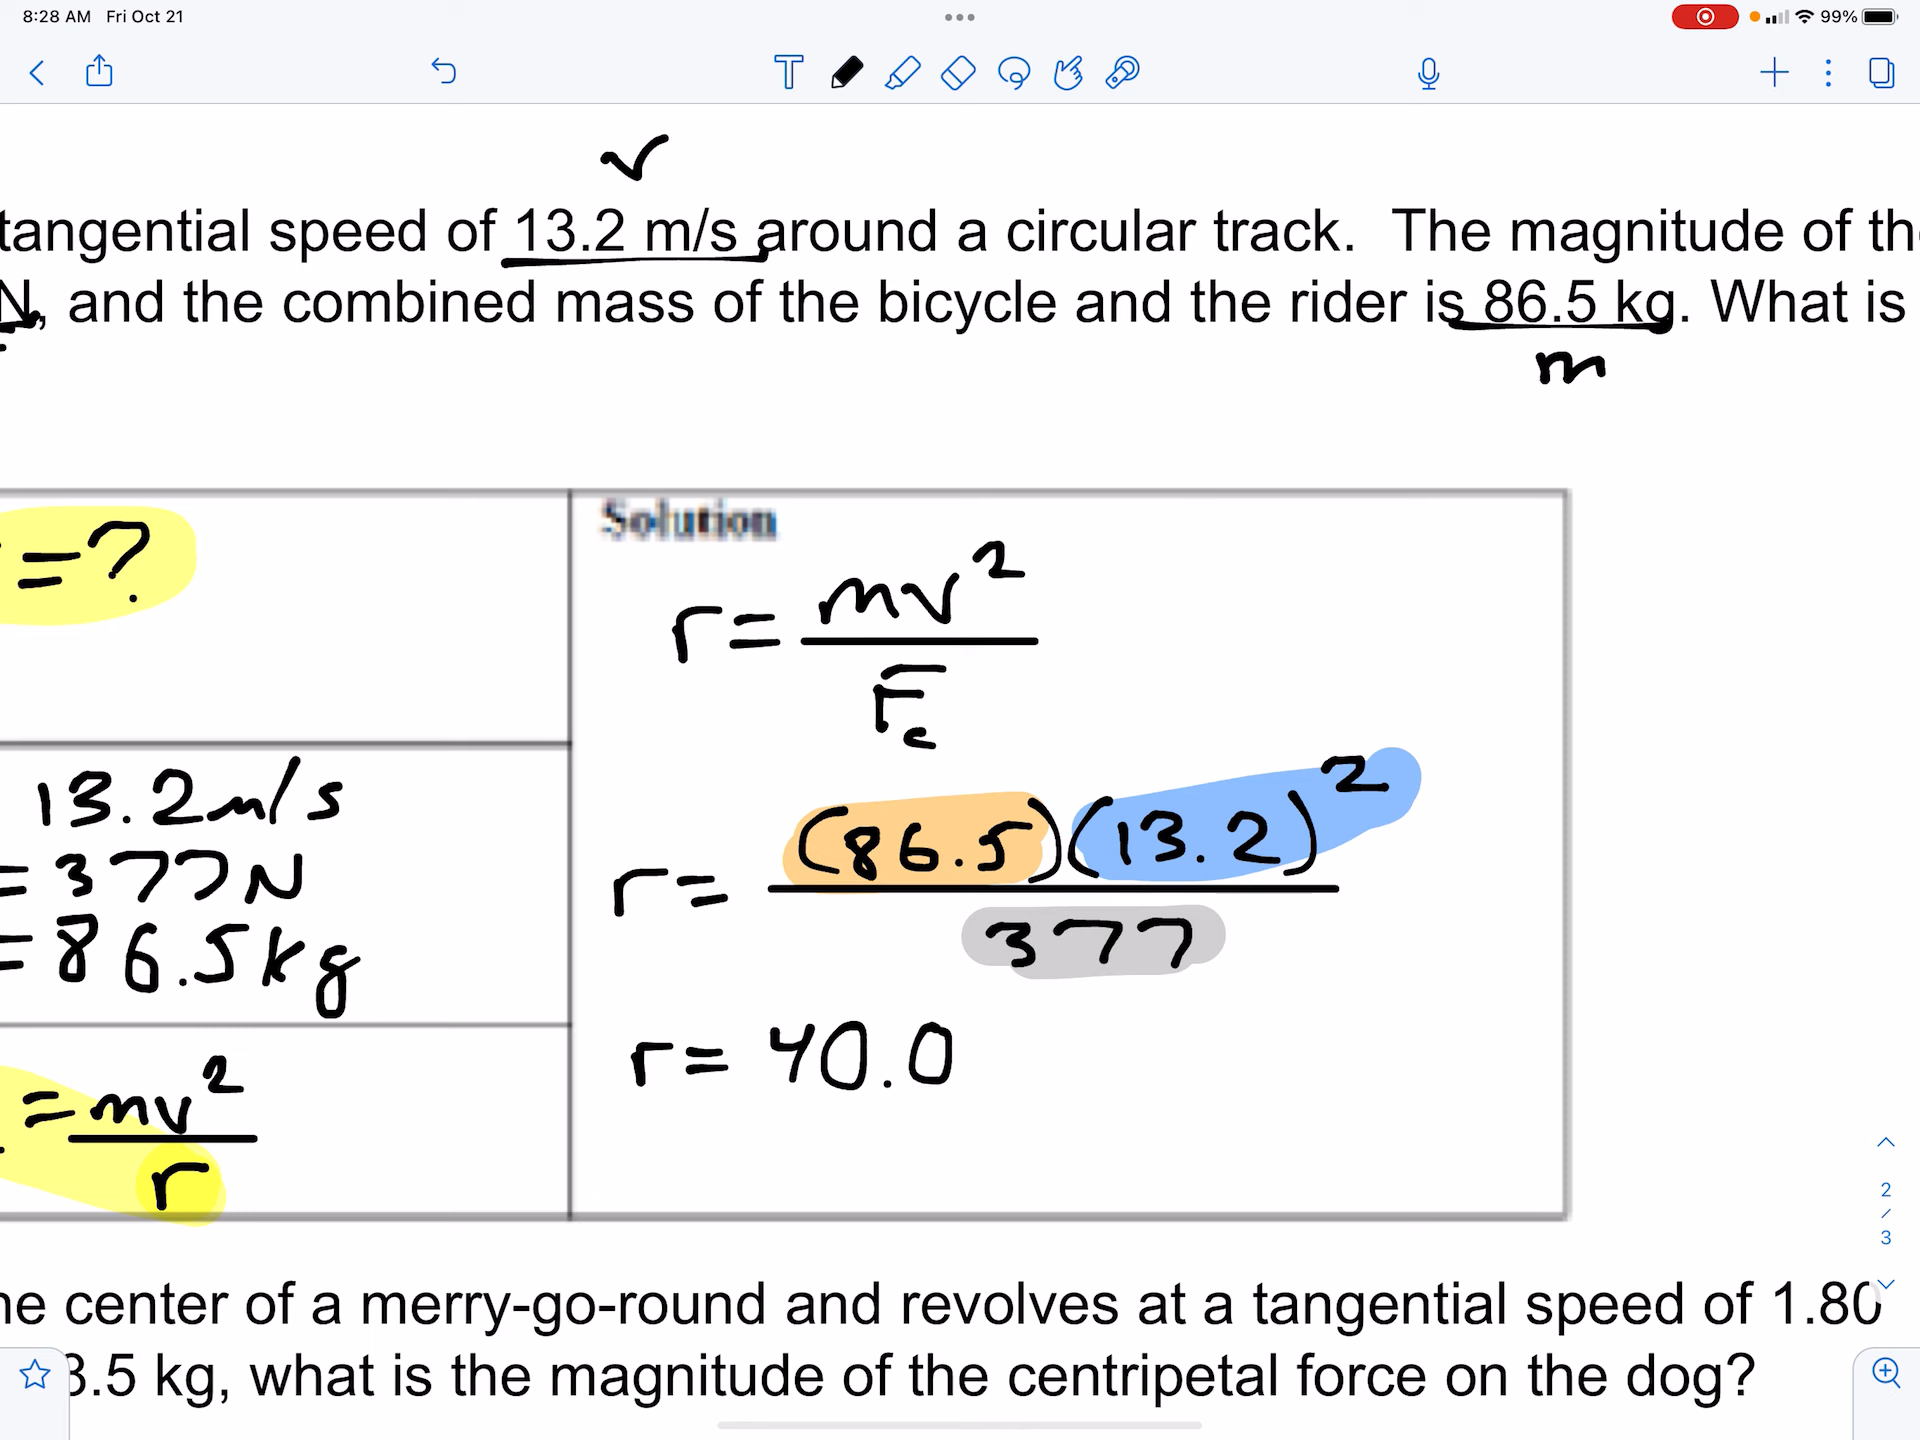 8:28 AM Fri Oct 21
99%
v
tangential speed of 13.2 m/s around a circular track. The magnitude of
N, and the combined mass of the bicycle and the rider is 86.5 kg. What is
m
Solution
=?
r = mv²
Fc
13.2 m/s
= 377 N
= 86.5 kg
r = (86.5)(13.2)²
377
r = 40.0
= mv²
r
2
/
3
center of a merry-go-round and revolves at a tangential speed of 1.80
3.5 kg, what is the magnitude of the centripetal force on the dog?